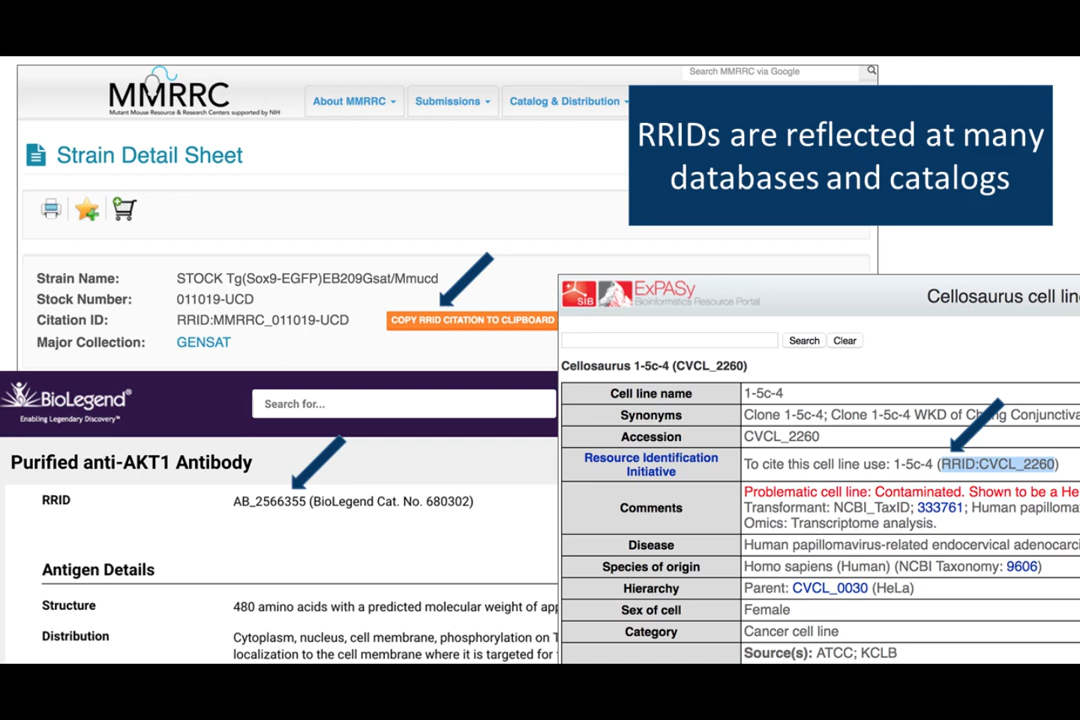 MMRRC
Mutant Mouse Resource & Research Centers supported by NIH
About MMRRC
Submissions
Catalog & Distribution
Search MMRRC via Google
RRIDs are reflected at many
databases and catalogs
Strain Detail Sheet
Strain Name: STOCK Tg(Sox9-EGFP)EB209Gsat/Mmucd
Stock Number: 011019-UCD
Citation ID: RRID:MMRRC_011019-UCD COPY RRID CITATION TO CLIPBOARD
Major Collection: GENSAT
BioLegend
Enabling Legendary Discovery™
Search for...
Purified anti-AKT1 Antibody
RRID AB_2566355 (BioLegend Cat. No. 680302)
Antigen Details
Structure 480 amino acids with a predicted molecular weight of
Distribution Cytoplasm, nucleus, cell membrane, phosphorylation on
localization to the cell membrane where it is targeted for
SIB
ExPASy
Bioinformatics Resource Portal
Cellosaurus cell
Search Clear
Cellosaurus 1-5c-4 (CVCL_2260)
Cell line name 1-5c-4
Synonyms Clone 1-5c-4; Clone 1-5c-4 WKD of Conjunctiva
Accession CVCL_2260
Resource Identification
Initiative
To cite this cell line use: 1-5c-4 (RRID:CVCL_2260)
Comments
Problematic cell line: Contaminated. Shown to be a
Transformant: NCBI_TaxID; 333761; Human
Omics: Transcriptome analysis.
Disease Human papillomavirus-related endocervical
Species of origin Homo sapiens (Human) (NCBI Taxonomy: 9606)
Hierarchy Parent: CVCL_0030 (HeLa)
Sex of cell Female
Category Cancer cell line
Source(s): ATCC; KCLB